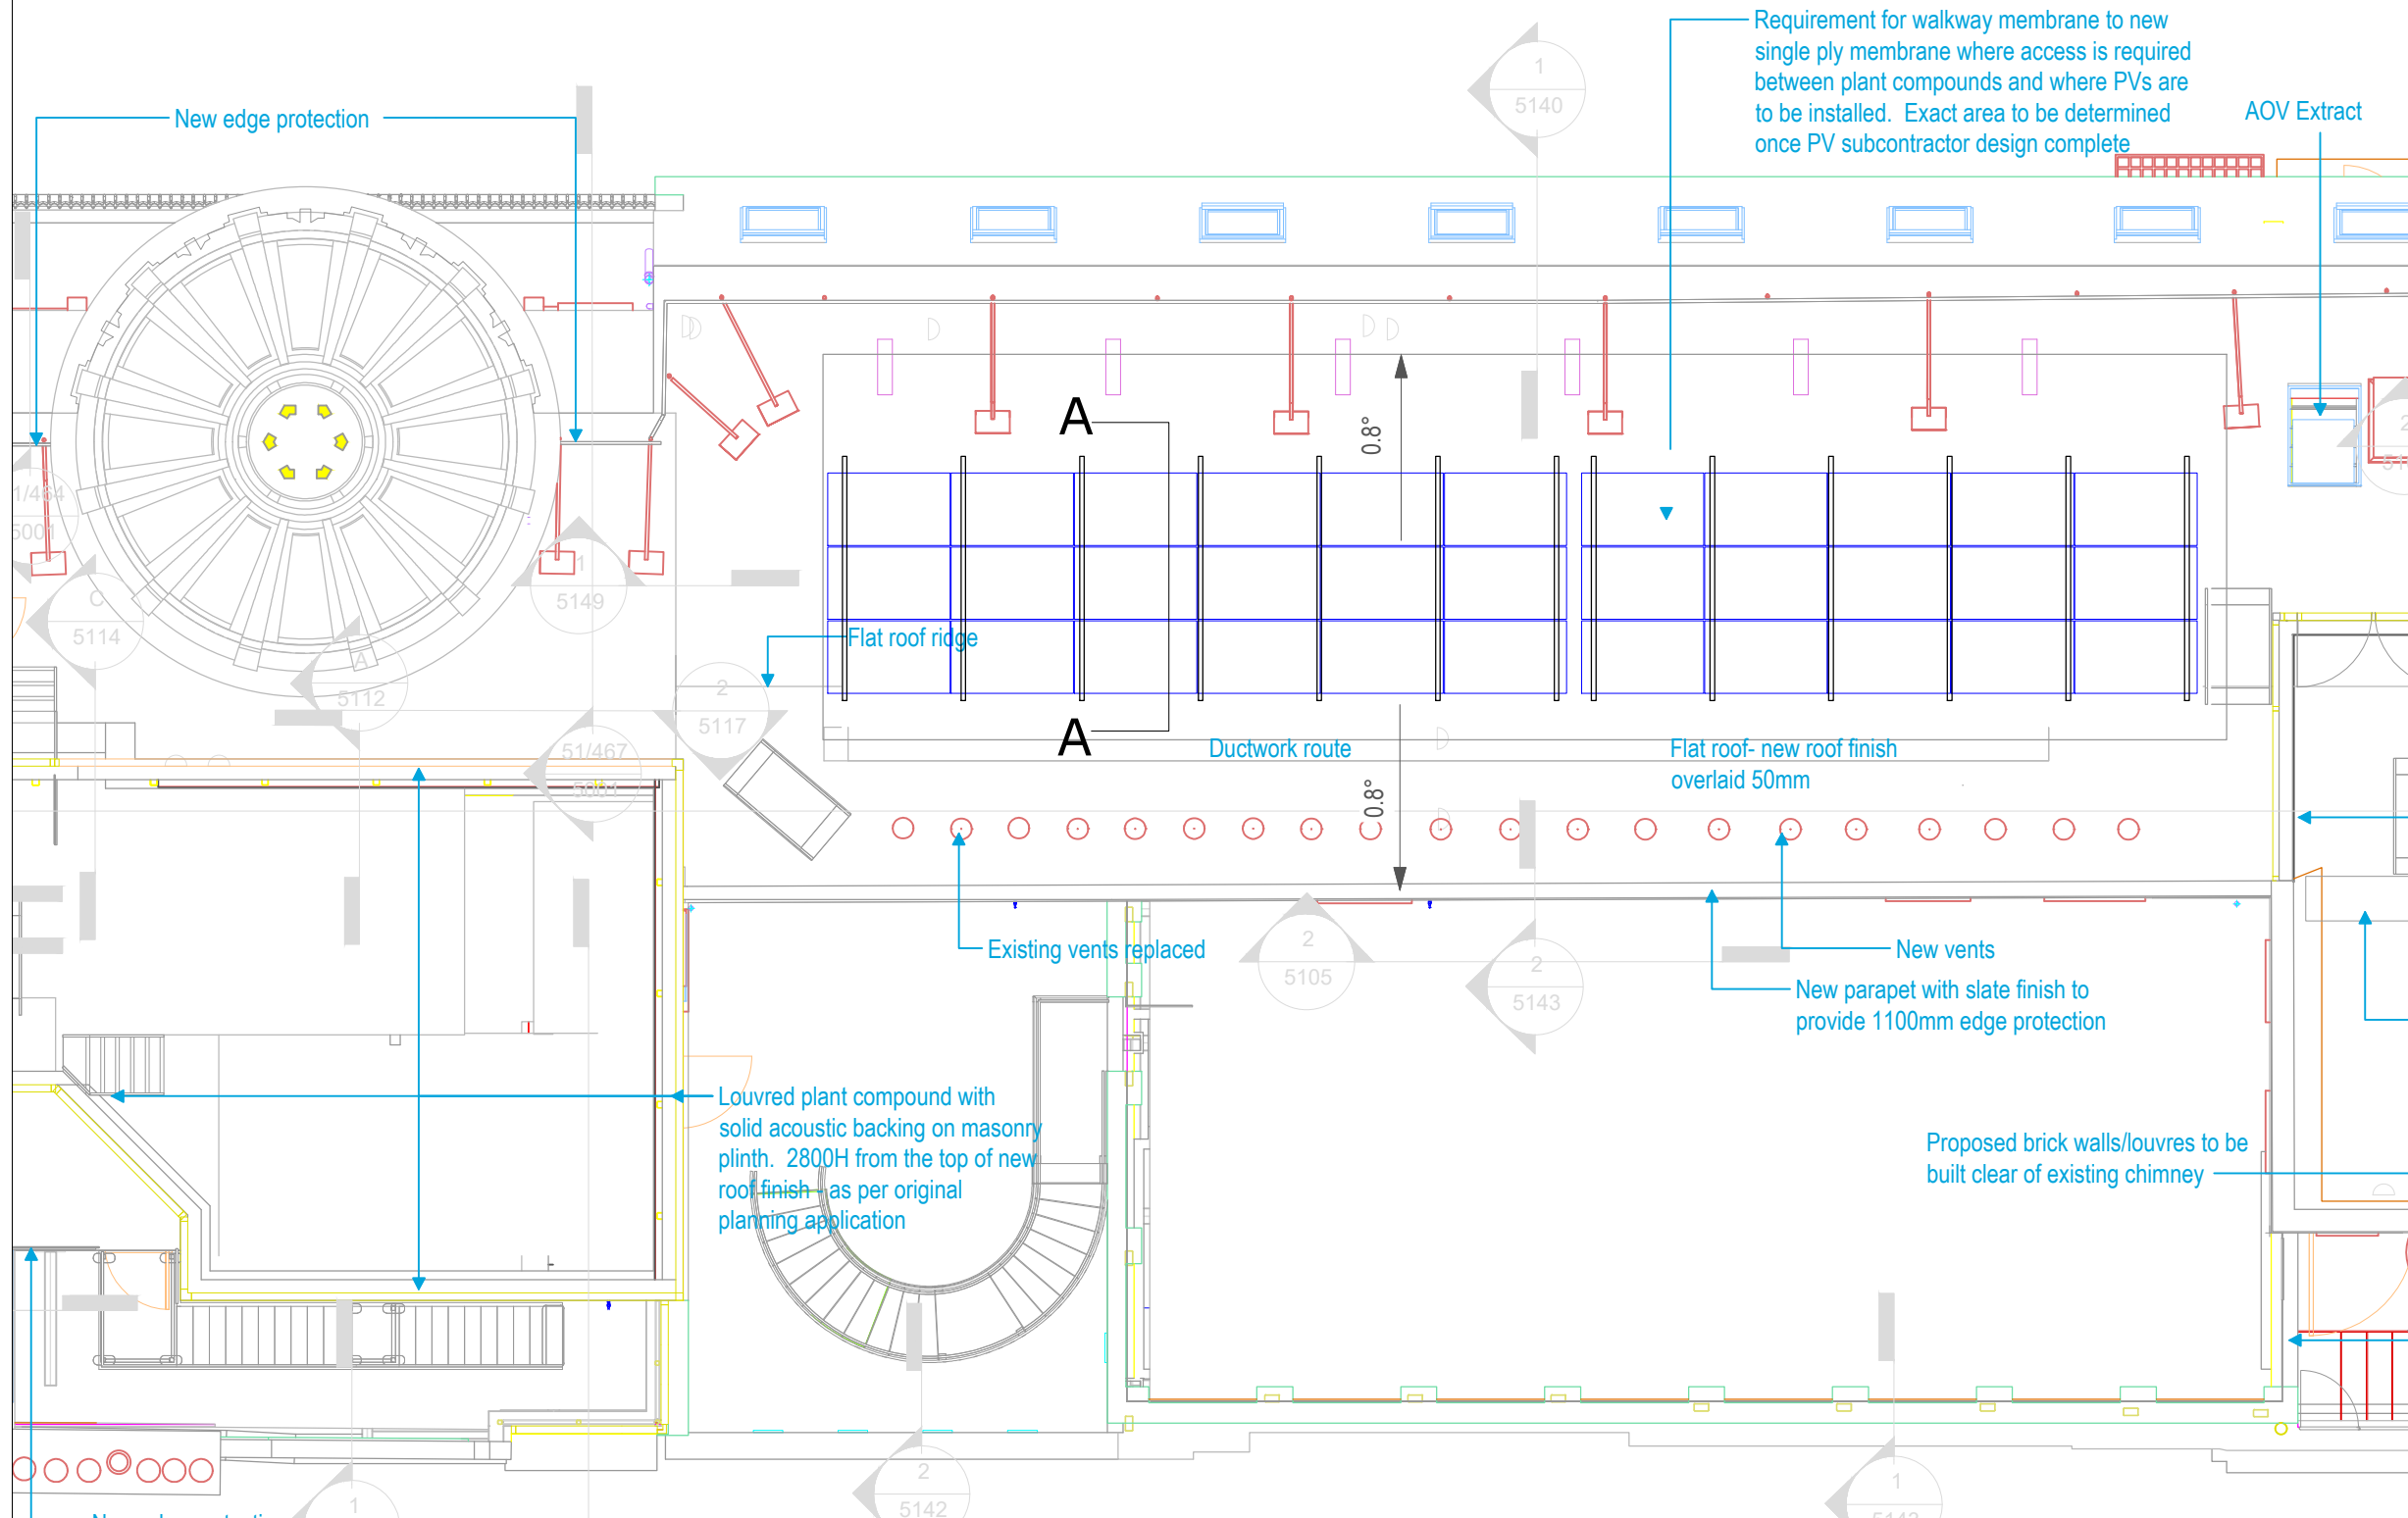 Requirement for walkway membrane to new
single ply membrane where access is required
between plant compounds and where PVs are
to be installed.  Exact area to be determined
once PV subcontractor design complete
New edge protection
AOV Extract
1
5140
A
0.8°
1/464
5001
C
5114
1
5149
A
5112
Flat roof ridge
2
5117
A
51/467
5001
Ductwork route
Flat roof- new roof finish
overlaid 50mm
0.8°
Existing vents replaced
2
5105
2
5143
New vents
New parapet with slate finish to
provide 1100mm edge protection
Louvred plant compound with
solid acoustic backing on masonry
plinth.  2800H from the top of new
roof finish - as per original
planning application
Proposed brick walls/louvres to be
built clear of existing chimney
2
5142
1
1